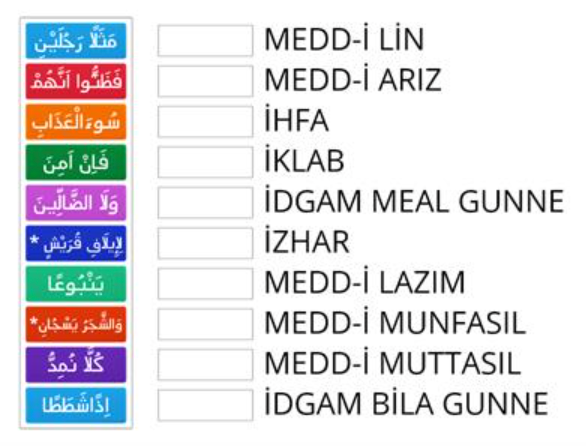 مَثَلًا رَجُلَيْنِ
فَظَنُّوا اَنَّهُمْ
سُوءَ الْعَذَابِ
فَاِنْ اَمِنَ
وَلَا الضَّالِّينَ
لِإِيلَافِ قُرَيْشٍ *
يَنْبُوعًا
وَالشَّجَرُ يَسْجُدَانِ*
كُلًّا نُمِدُّ
اِذًاشَطَطًا
MEDD-İ LİN
MEDD-İ ARIZ
İHFA
İKLAB
İDGAM MEAL GUNNE
İZHAR
MEDD-İ LAZIM
MEDD-İ MUNFASIL
MEDD-İ MUTTASIL
İDGAM BİLA GUNNE